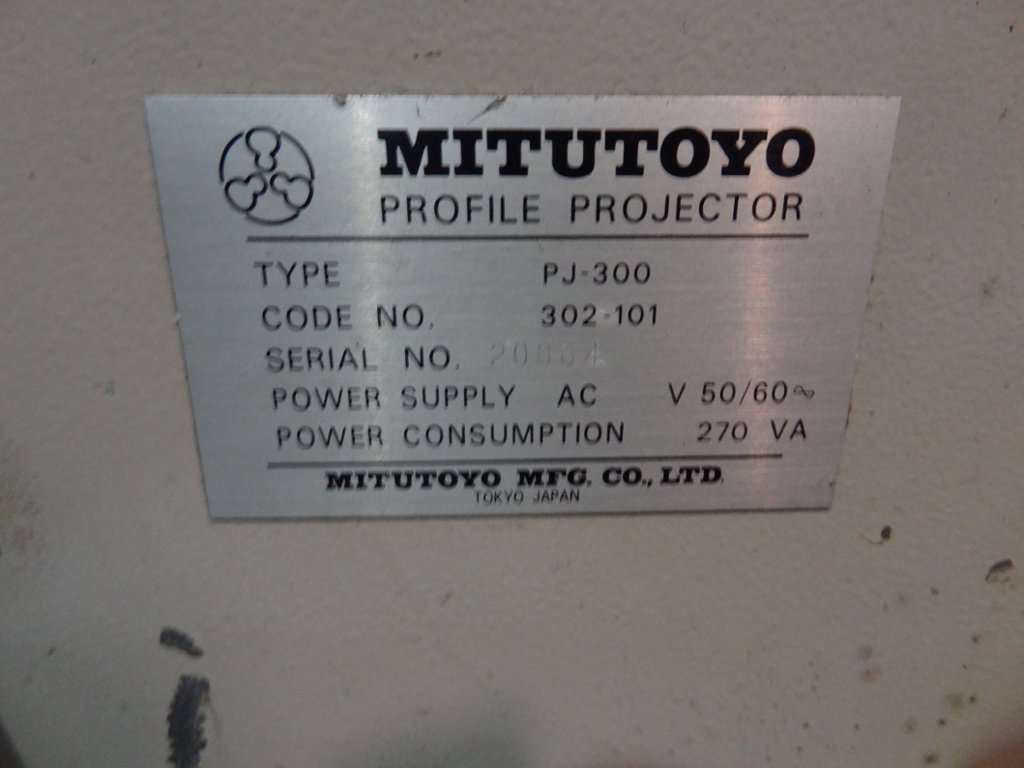 MITUTOYO
PROFILE PROJECTOR
TYPE PJ-300
CODE NO. 302-101
SERIAL NO.
POWER SUPPLY AC V 50/60~
POWER CONSUMPTION 270 VA
MITUTOYO MFG. CO., LTD.
TOKYO JAPAN